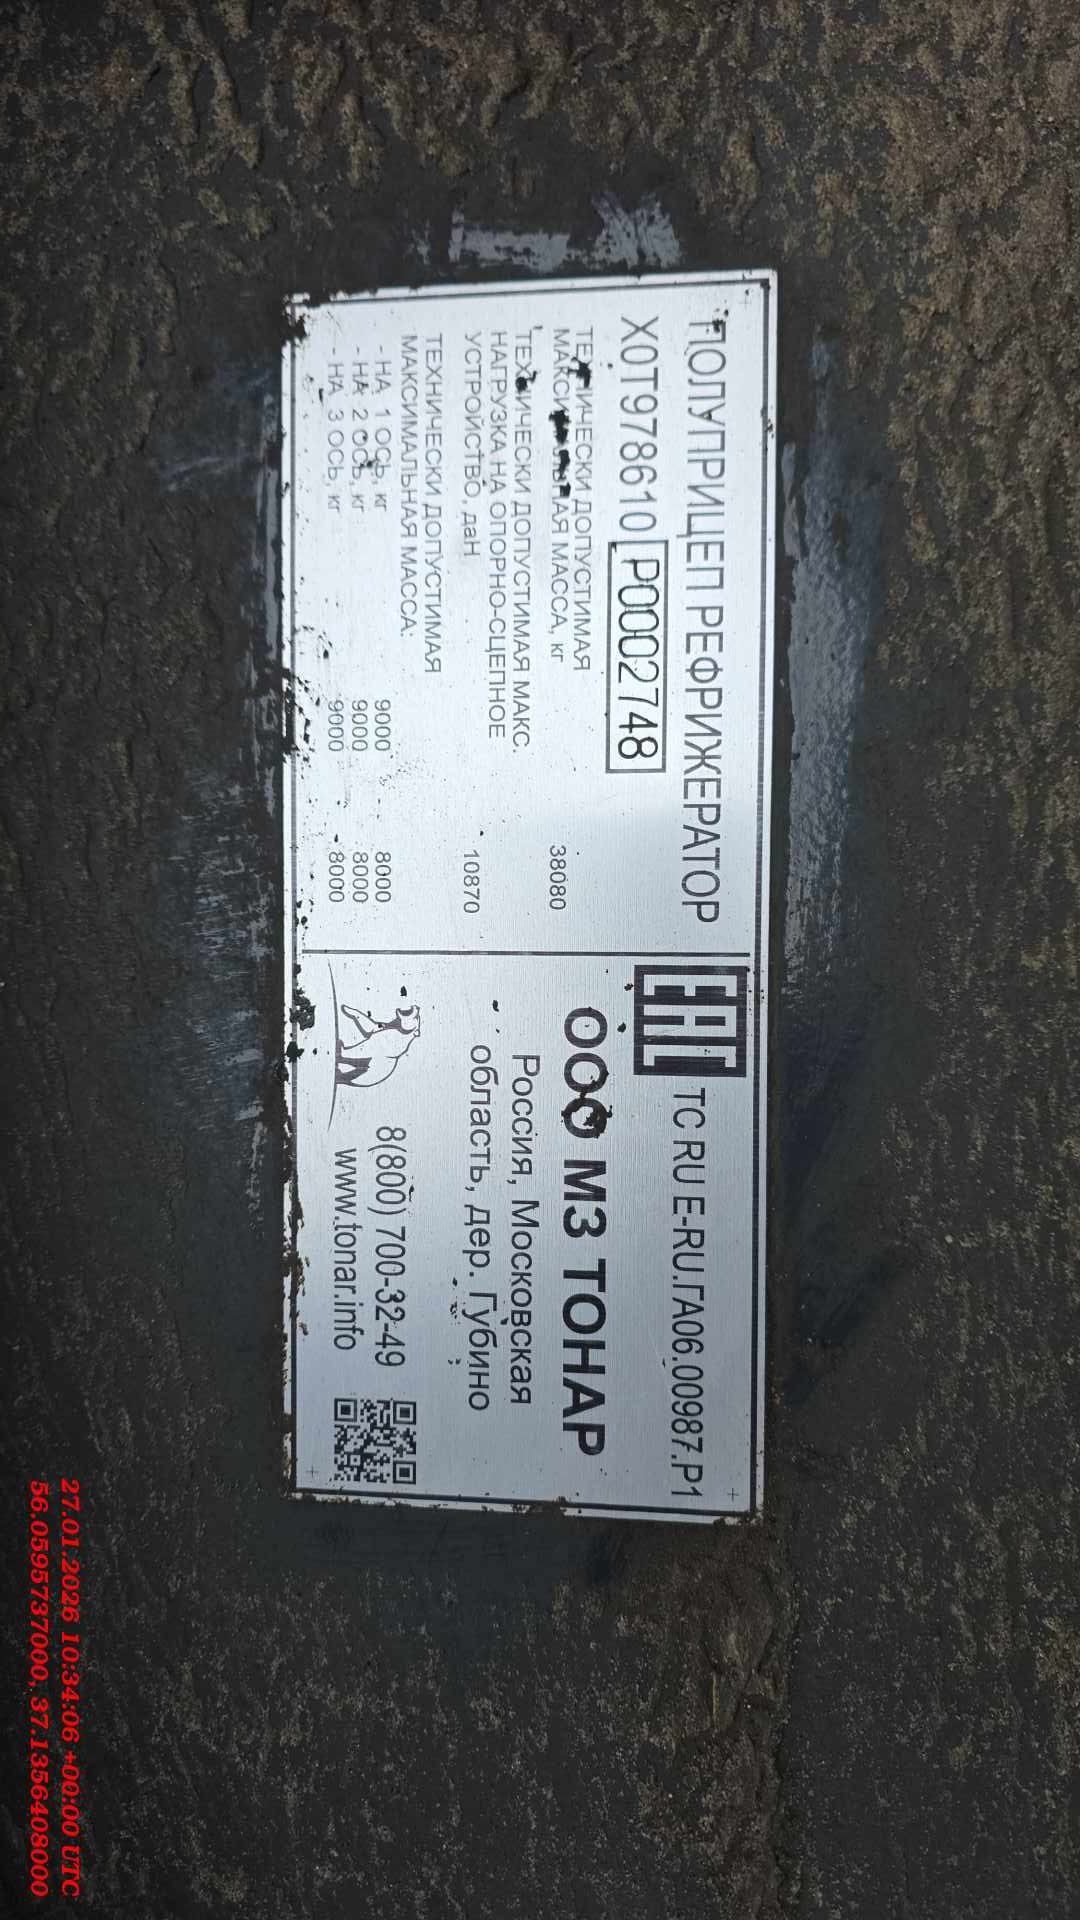 ПОЛУПРИЦЕП РЕФРИЖЕРАТОР
X0T978610 P0002748
ТЕХНИЧЕСКИ ДОПУСТИМАЯ
МАКСИМАЛЬНАЯ МАССА, кг 38080
ТЕХНИЧЕСКИ ДОПУСТИМАЯ МАКС.
НАГРУЗКА НА ОПОРНО-СЦЕПНОЕ
УСТРОЙСТВО, даН 10870
ТЕХНИЧЕСКИ ДОПУСТИМАЯ
МАКСИМАЛЬНАЯ МАССА:
- НА 1 ОСЬ, кг 9000 8000
- НА 2 ОСЬ, кг 9000 8000
- НА 3 ОСЬ, кг 9000 8000
EAC ТС RU E-RU.ГА06.00987.P1
ООО МЗ ТОНАР
Россия, Московская
область, дер. Губино
8(800) 700-32-49
www.tonar.info
27.01.2026 10:34:06 +00:00 UTC
56.0595737000, 37.1356408000